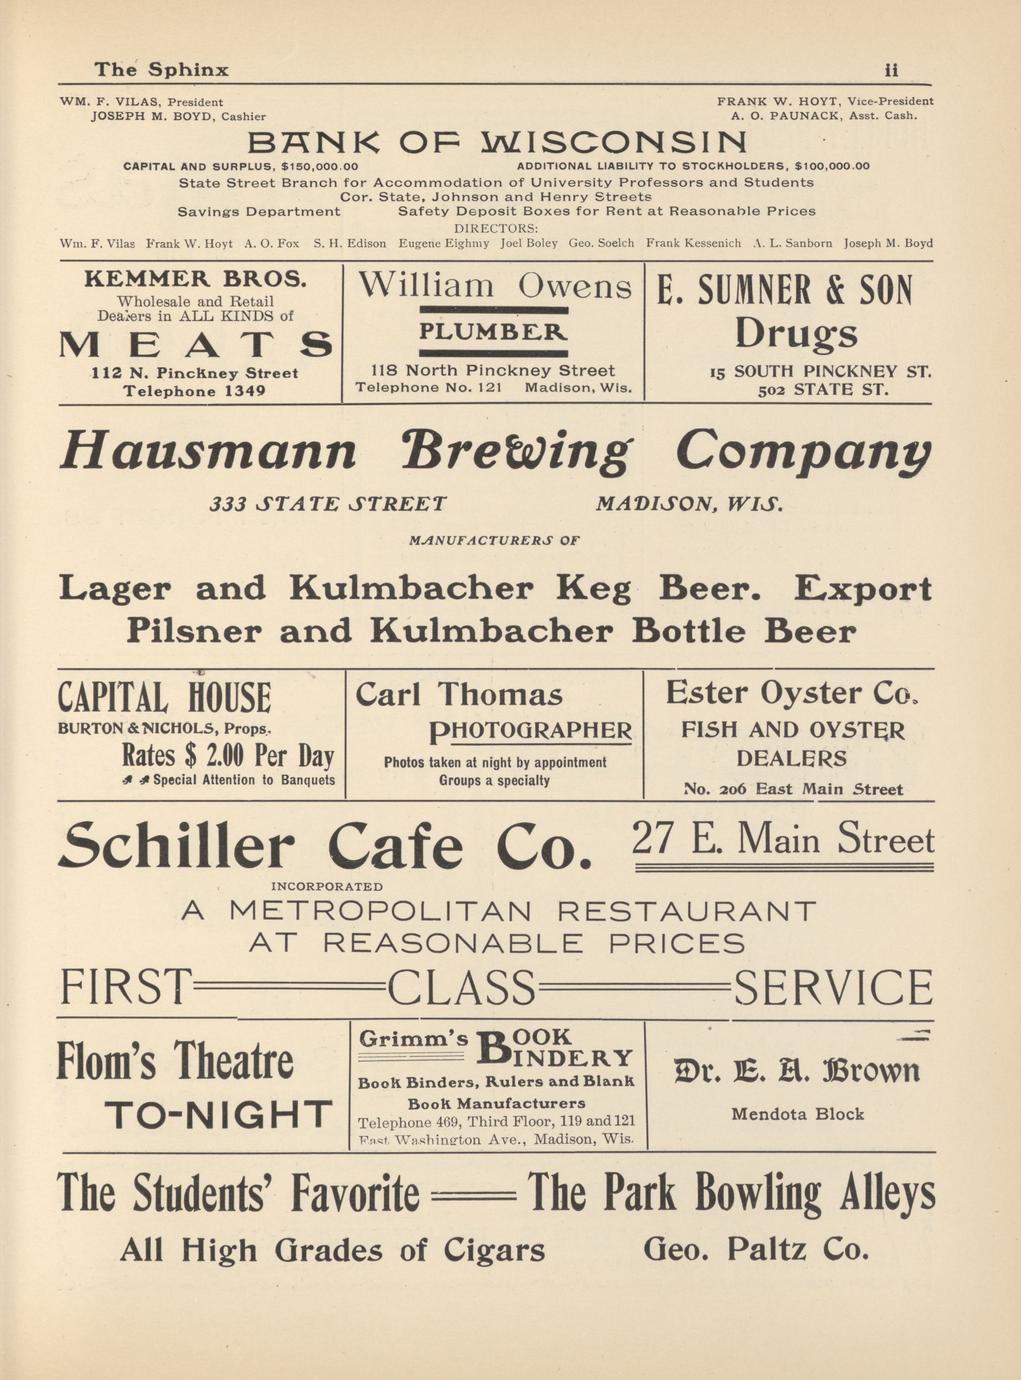 The Sphinx ii
WM. F. VILAS, President FRANK W. HOYT, Vice-President
JOSEPH M. BOYD, Cashier A. O. PAUNACK, Asst. Cash.
BANK OF WISCONSIN
CAPITAL AND SURPLUS, $150,000.00 ADDITIONAL LIABILITY TO STOCKHOLDERS, $100,000.00
State Street Branch for Accommodation of University Professors and Students
Cor. State, Johnson and Henry Streets
Savings Department Safety Deposit Boxes for Rent at Reasonable Prices
DIRECTORS:
Wm. F. Vilas Frank W. Hoyt A. O. Fox S. H. Edison Eugene Eighmy Joel Boley Geo. Soelch Frank Kessenich A. L. Sanborn Joseph M. Boyd
KEMMER BROS.
Wholesale and Retail
Dealers in ALL KINDS of
MEATS
112 N. Pinckney Street
Telephone 1349
William Owens
PLUMBER
118 North Pinckney Street
Telephone No. 121 Madison, Wis.
E. SUMNER & SON
Drugs
15 SOUTH PINCKNEY ST.
502 STATE ST.
Hausmann Brewing Company
333 STATE STREET MADISON, WIS.
MANUFACTURERS OF
Lager and Kulmbacher Keg Beer. Export
Pilsner and Kulmbacher Bottle Beer
CAPITAL HOUSE
BURTON & NICHOLS, Props.
Rates $ 2.00 Per Day
Special Attention to Banquets
Carl Thomas
PHOTOGRAPHER
Photos taken at night by appointment
Groups a specialty
Ester Oyster Co.
FISH AND OYSTER
DEALERS
No. 206 East Main Street
Schiller Cafe Co. 27 E. Main Street
INCORPORATED
A METROPOLITAN RESTAURANT
AT REASONABLE PRICES
FIRST CLASS SERVICE
Flom's Theatre
TO-NIGHT
Grimm's BOOK
BINDERY
Book Binders, Rulers and Blank
Book Manufacturers
Telephone 469, Third Floor, 119 and 121
East Washington Ave., Madison, Wis.
Dr. E. A. Brown
Mendota Block
The Students' Favorite The Park Bowling Alleys
All High Grades of Cigars Geo. Paltz Co.